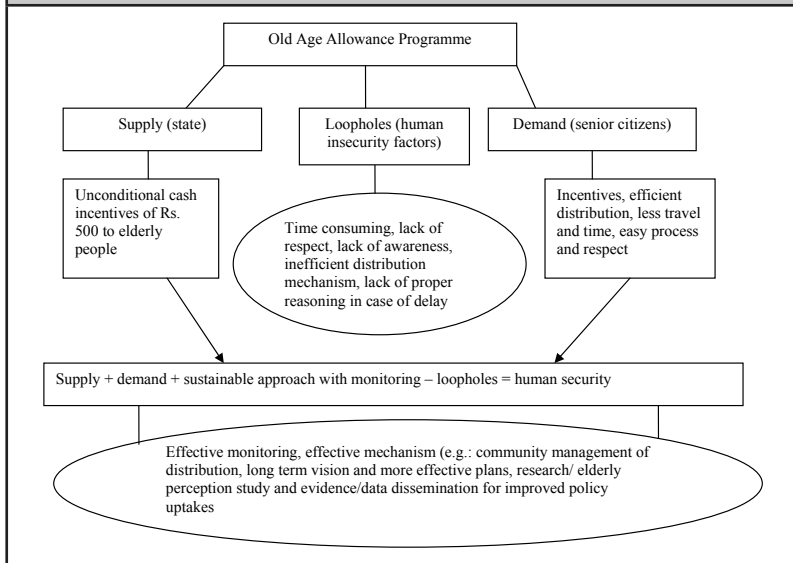 Old Age Allowance Programme
Supply (state)
Loopholes (human
insecurity factors)
Demand (senior citizens)
Unconditional cash
incentives of Rs.
500 to elderly
people
Time consuming, lack of
respect, lack of awareness,
inefficient distribution
mechanism, lack of proper
reasoning in case of delay
Incentives, efficient
distribution, less travel
and time, easy process
and respect
Supply + demand + sustainable approach with monitoring – loopholes = human security
Effective monitoring, effective mechanism (e.g.: community management of
distribution, long term vision and more effective plans, research/ elderly
perception study and evidence/data dissemination for improved policy
uptakes